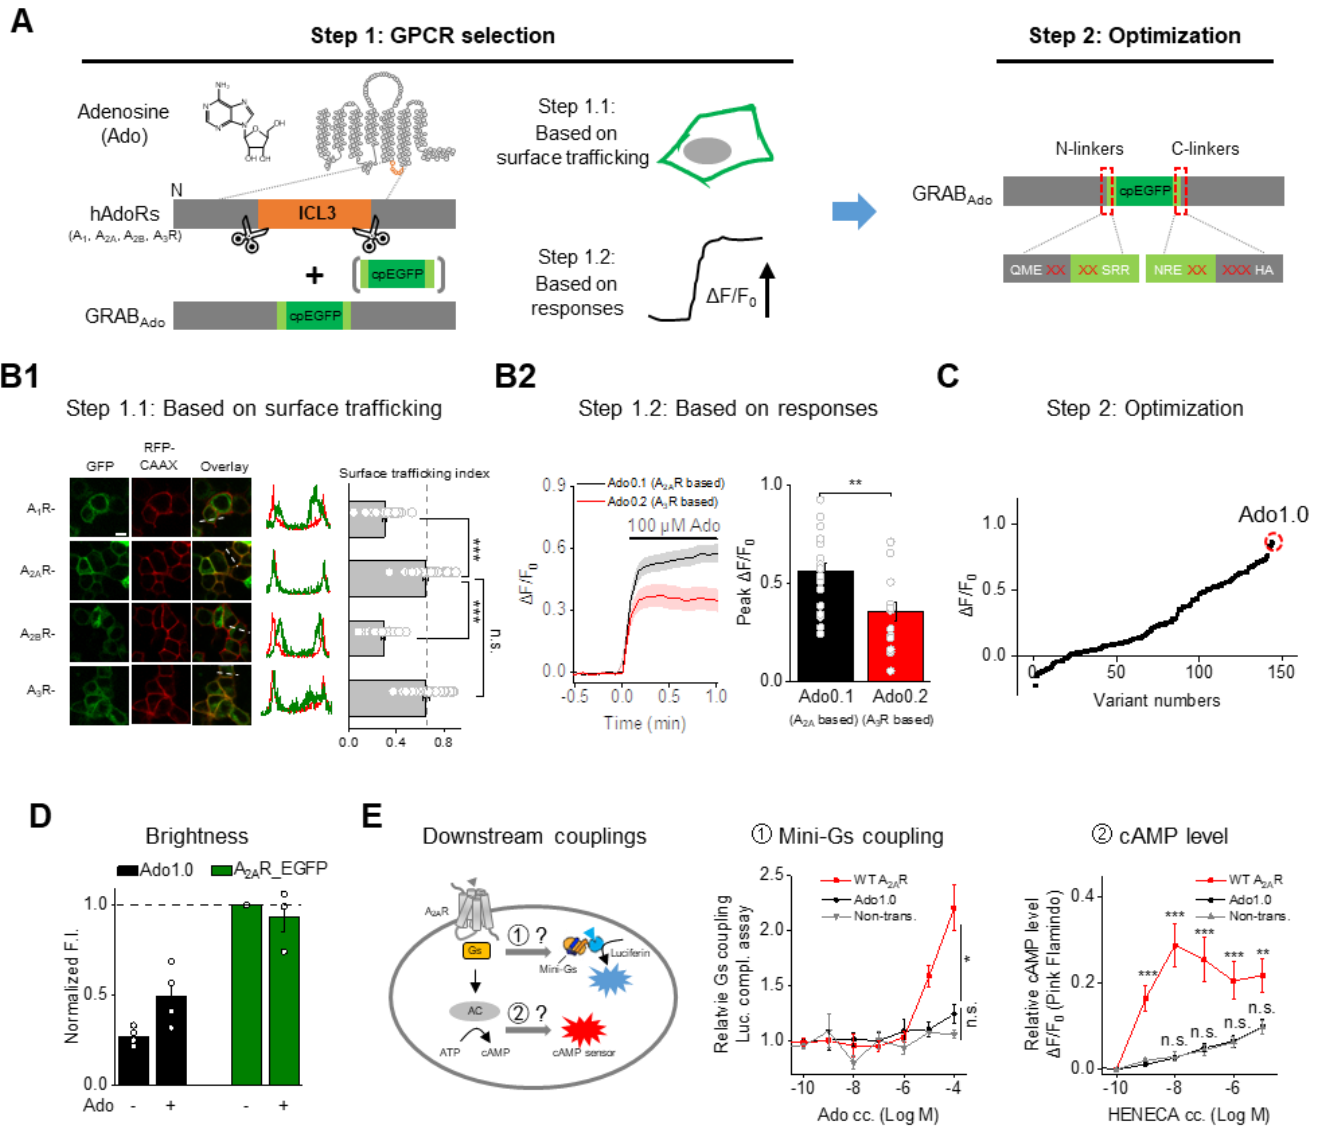 A
Step 1: GPCR selection
Step 2: Optimization
Adenosine
(Ado)
NH₂
N
N
N
N
O
OH
OH OH
N
hAdoRs
(A₁, A₂A, A₂B, A₃R)
ICL3
+
cpEGFP
GRAB_Ado
cpEGFP
Step 1.1:
Based on
surface trafficking
Step 1.2:
Based on
responses
ΔF/F₀
N-linkers
C-linkers
GRAB_Ado
cpEGFP
QME XX XX SRR
NRE XX XXX HA
B1
Step 1.1: Based on surface trafficking
GFP
RFP-
CAAX
Overlay
Surface trafficking index
A₁R-
A₂AR-
A₂BR-
A₃R-
***
***
n.s.
0.0 0.4 0.8
B2
Step 1.2: Based on responses
Ado0.1 (A₂AR based)
Ado0.2 (A₃R based)
100 µM Ado
ΔF/F₀
0.9
0.6
0.3
0.0
-0.5 0.0 0.5 1.0
Time (min)
Peak ΔF/F₀
1.0
0.5
0.0
**
Ado0.1 Ado0.2
(A₂A based) (A₃R based)
C
Step 2: Optimization
Ado1.0
ΔF/F₀
1.0
0.5
0.0
0 50 100 150
Variant numbers
D
Brightness
Ado1.0 A₂AR_EGFP
Normalized F.I.
1.0
0.5
0.0
Ado - + - +
E
Downstream couplings
A₂AR
Gs
① ?
Mini-Gs
Luciferin
AC
② ?
ATP
cAMP
cAMP sensor
① Mini-Gs coupling
WT A₂AR
Ado1.0
Non-trans.
Relatvie Gs coupling
Luc. compl. assay
2.5
2.0
1.5
1.0
*
n.s.
-10 -8 -6 -4
Ado cc. (Log M)
② cAMP level
WT A₂AR
Ado1.0
Non-trans.
Relative cAMP level
ΔF/F₀ (Pink Flamindo)
0.4
0.2
0.0
***
***
***
**
n.s.
n.s.
n.s.
n.s.
-10 -8 -6
HENECA cc. (Log M)